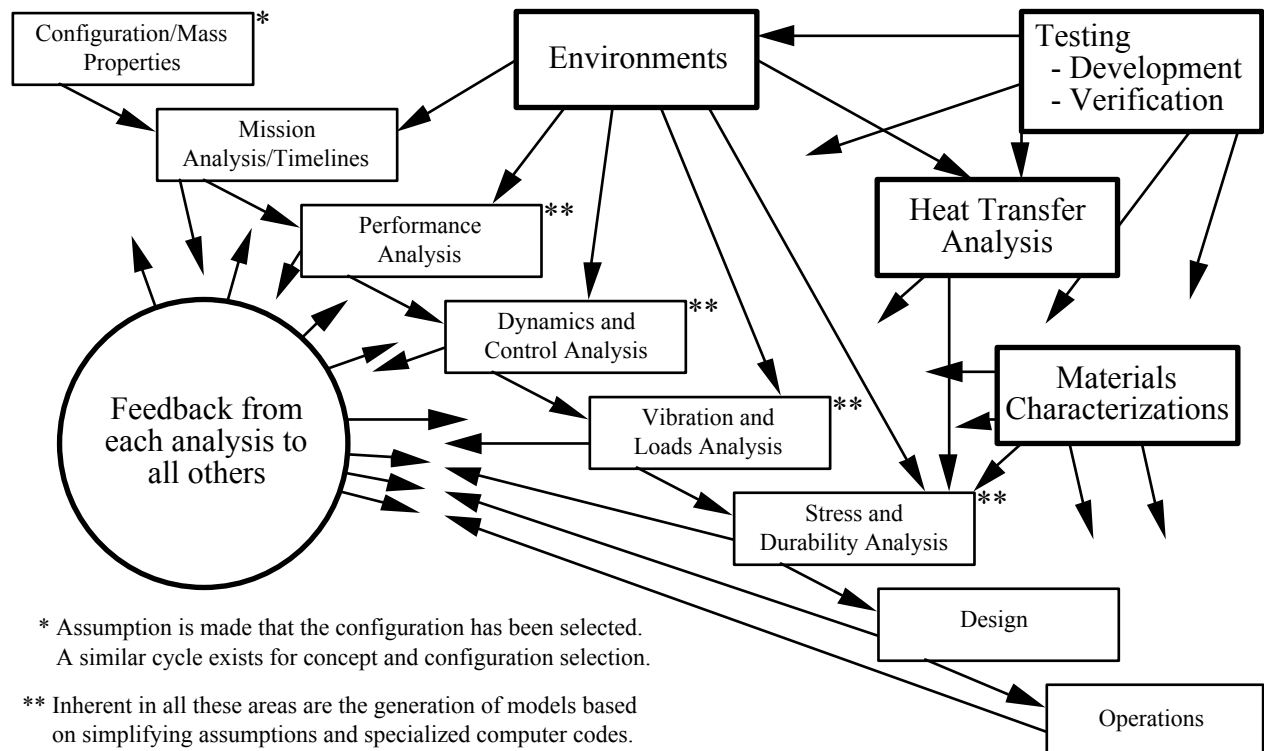 Configuration/Mass
Properties
*
Environments
Testing
- Development
- Verification
Mission
Analysis/Timelines
Heat Transfer
Analysis
Performance
Analysis
**
Dynamics and
Control Analysis
**
Materials
Characterizations
Feedback from
each analysis to
all others
Vibration and
Loads Analysis
**
Stress and
Durability Analysis
**
Design
Operations
* Assumption is made that the configuration has been selected.
A similar cycle exists for concept and configuration selection.
** Inherent in all these areas are the generation of models based
on simplifying assumptions and specialized computer codes.